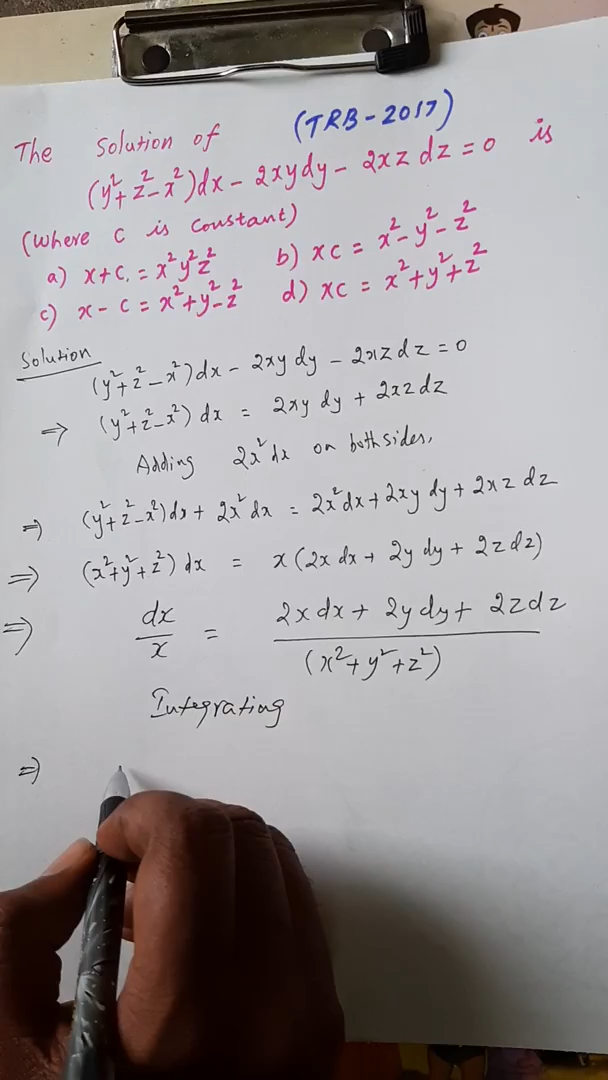 (TRB-2017)
The Solution of
(y²+z²-x²)dx - 2xydy - 2xz dz = 0 is
(Where C is Constant)
a) x+C. = x²y²z² b) xC = x²-y²-z²
c) x-C = x²+y²-z² d) xC = x²+y²+z²
Solution
(y²+z²-x²)dx - 2xy dy - 2xz dz = 0
⇒ (y²+z²-x²) dx = 2xy dy + 2xz dz
Adding 2x² dx on both sides,
⇒ (y²+z²-x²) dx + 2x² dx = 2x² dx + 2xy dy + 2xz dz
⇒ (x²+y²+z²) dx = x(2x dx + 2y dy + 2z dz)
⇒ dx/x = 2x dx + 2y dy + 2z dz/(x²+y²+z²)
Integrating
⇒